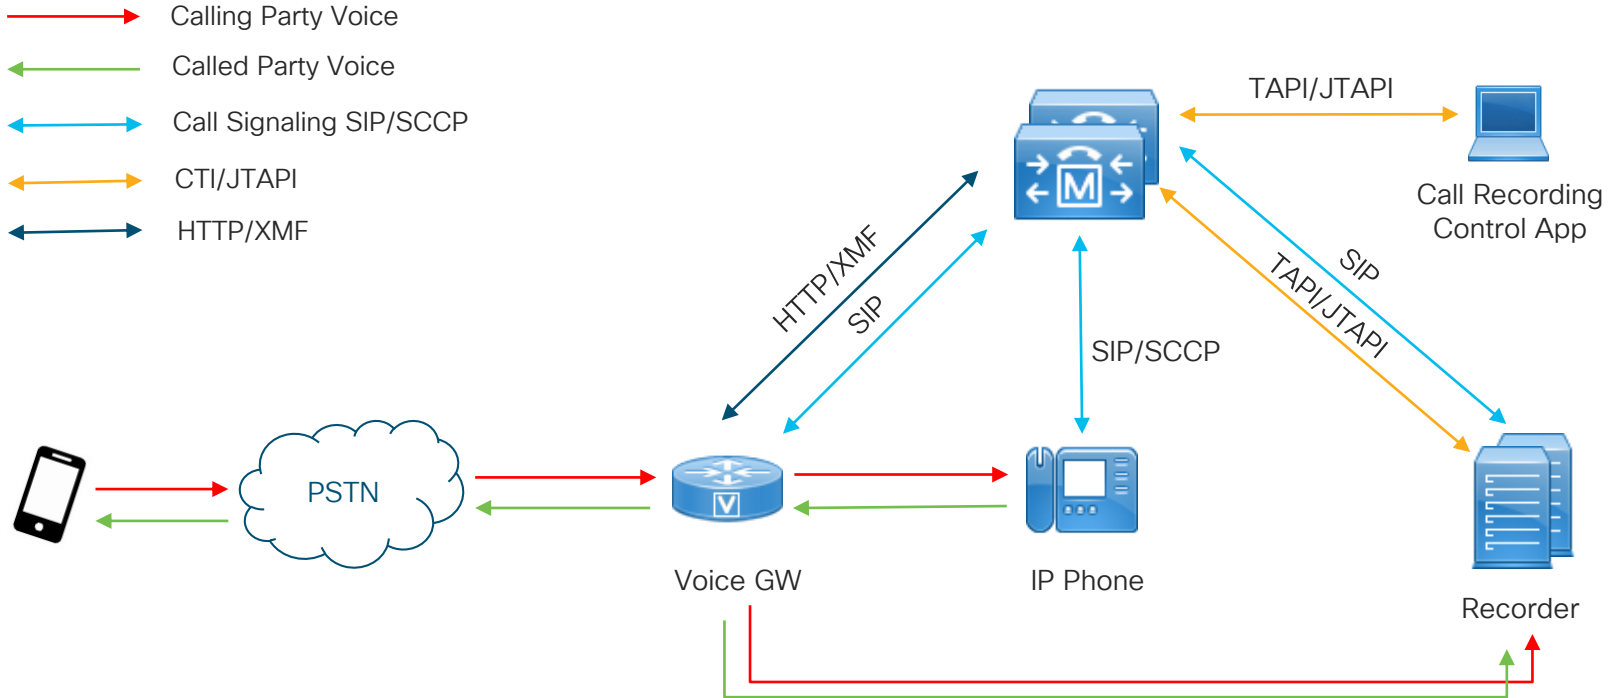 Calling Party Voice
Called Party Voice
Call Signaling SIP/SCCP
CTI/JTAPI
HTTP/XMF
TAPI/JTAPI
M
Call Recording
Control App
HTTP/XMF
SIP
SIP/SCCP
SIP
TAPI/JTAPI
PSTN
V
Voice GW
IP Phone
Recorder